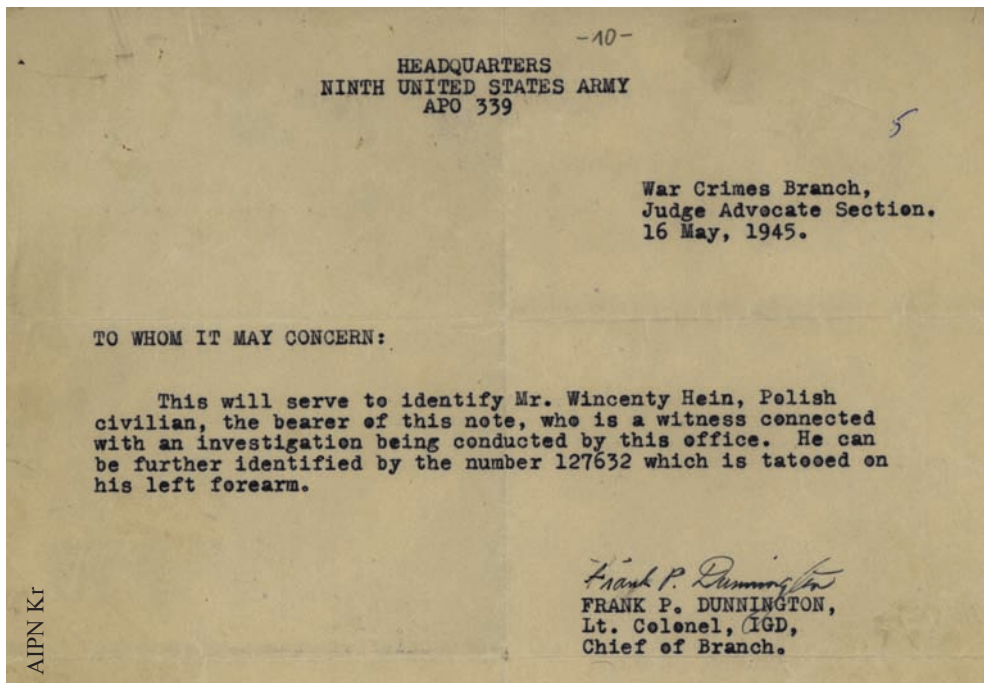 -10-
HEADQUARTERS
NINTH UNITED STATES ARMY
APO 339
5
War Crimes Branch,
Judge Advocate Section.
16 May, 1945.
TO WHOM IT MAY CONCERN:
This will serve to identify Mr. Wincenty Hein, Polish
civilian, the bearer of this note, who is a witness connected
with an investigation being conducted by this office. He can
be further identified by the number 127632 which is tatooed on
his left forearm.
Frank P. Dunnington
FRANK P. DUNNINGTON,
Lt. Colonel, IGD,
Chief of Branch.
AIPN Kr